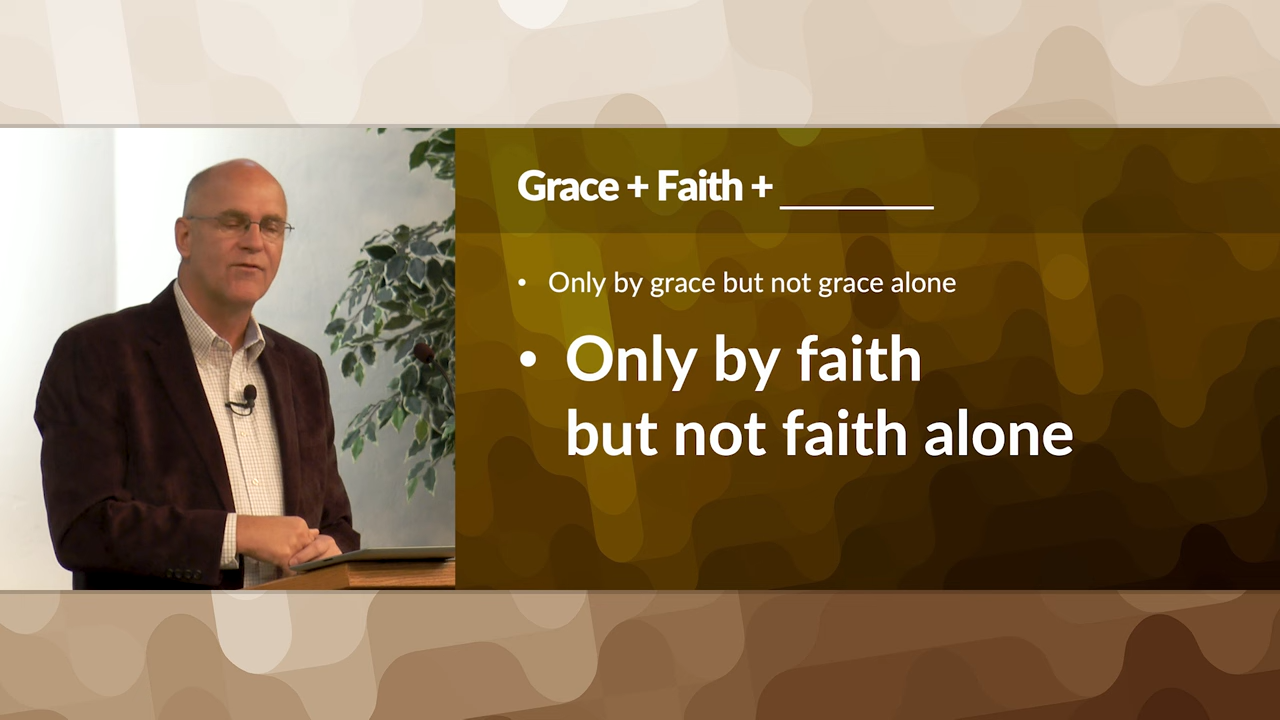 Grace + Faith + ________
• Only by grace but not grace alone
• Only by faith
but not faith alone